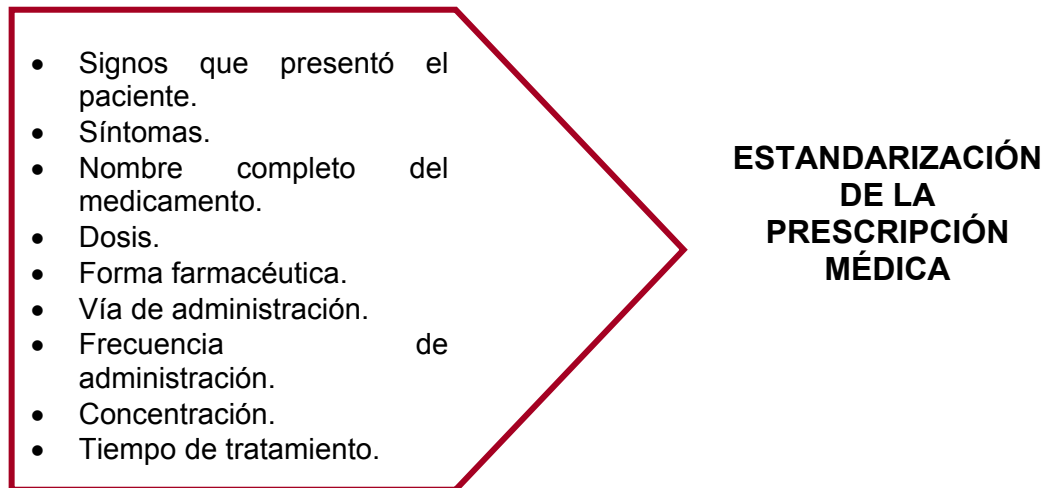 • Signos que presentó el
paciente.
• Síntomas.
• Nombre completo del
medicamento.
• Dosis.
• Forma farmacéutica.
• Vía de administración.
• Frecuencia de
administración.
• Concentración.
• Tiempo de tratamiento.
ESTANDARIZACIÓN
DE LA
PRESCRIPCIÓN
MÉDICA